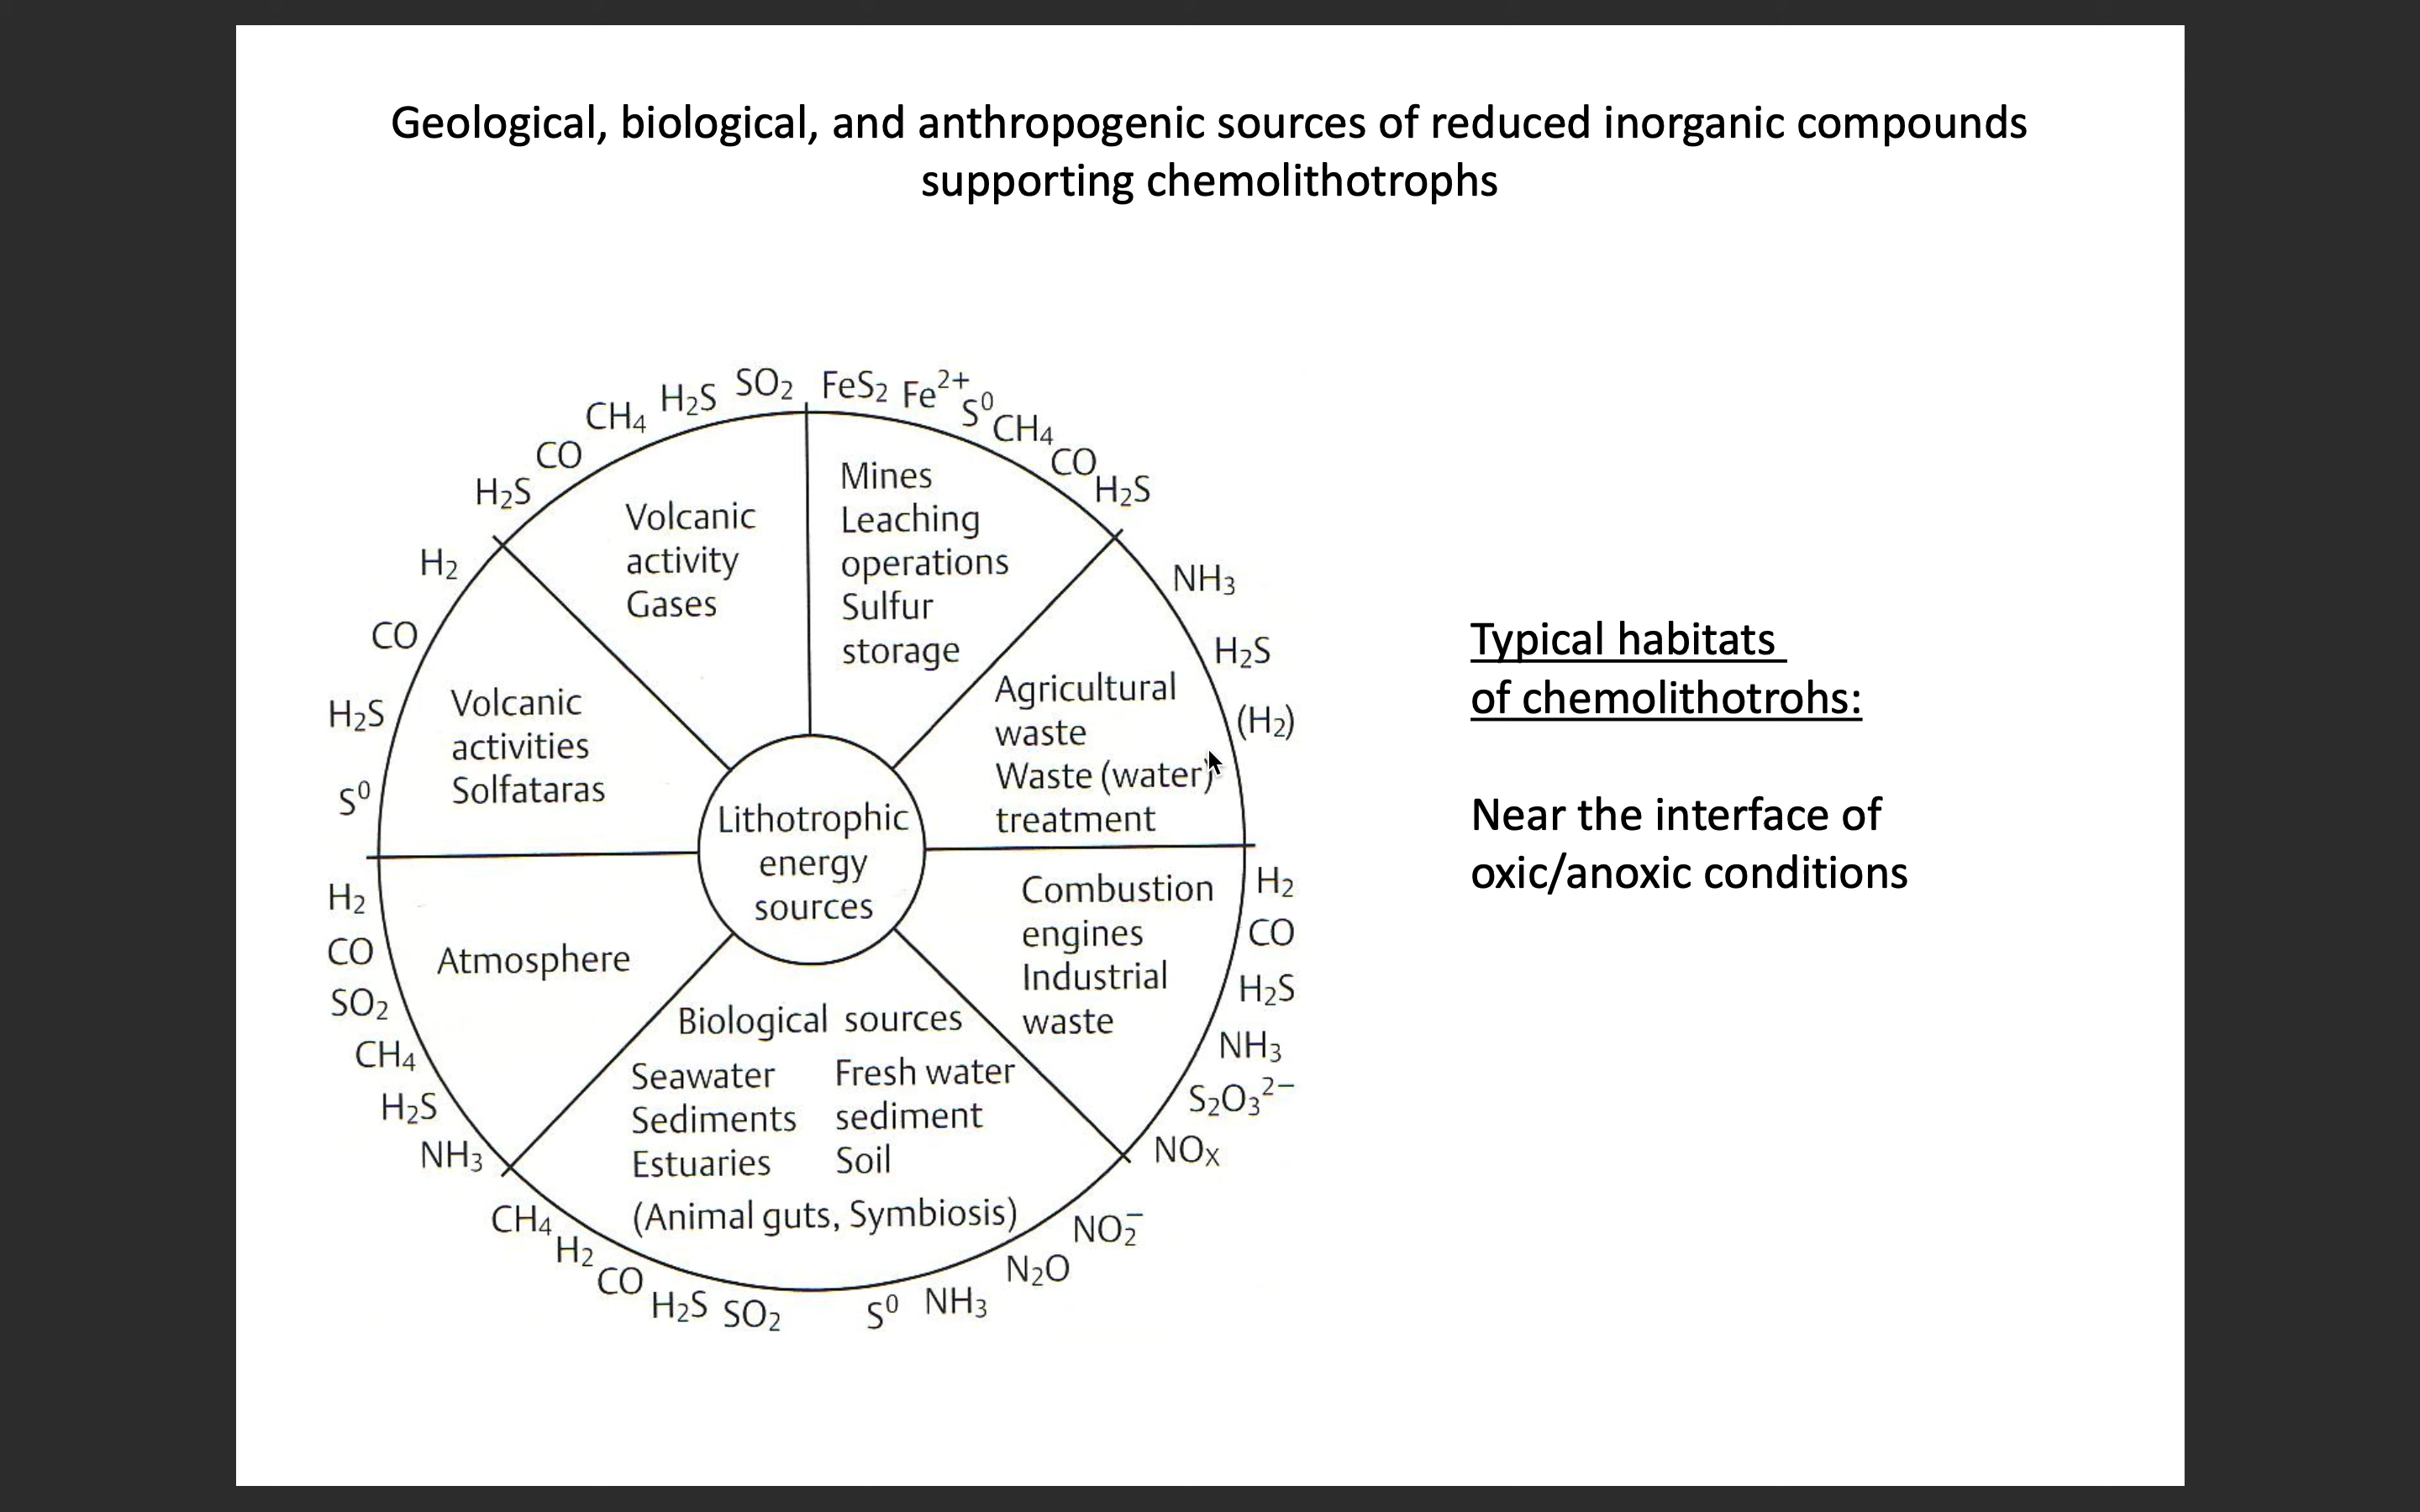 Geological, biological, and anthropogenic sources of reduced inorganic compounds
supporting chemolithotrophs
SO₂
H₂S
CH₄
CO
H₂S
Volcanic
activity
Gases
FeS₂
Fe²⁺
S⁰
CH₄
CO
H₂S
Mines
Leaching
operations
Sulfur
storage
NH₃
H₂S
(H₂)
Agricultural
waste
Waste (water)
treatment
H₂
CO
H₂S
S⁰
Volcanic
activities
Solfataras
Lithotrophic
energy
sources
H₂
CO
SO₂
CH₄
H₂S
NH₃
Atmosphere
Combustion
engines
Industrial
waste
H₂
CO
H₂S
NH₃
S₂O₃²⁻
NOₓ
Biological sources
Seawater
Sediments
Estuaries
Fresh water
sediment
Soil
(Animal guts, Symbiosis)
CH₄
H₂
CO
H₂S
SO₂
S⁰
NH₃
N₂O
NO₂⁻
Typical habitats
of chemolithotrohs:
Near the interface of
oxic/anoxic conditions